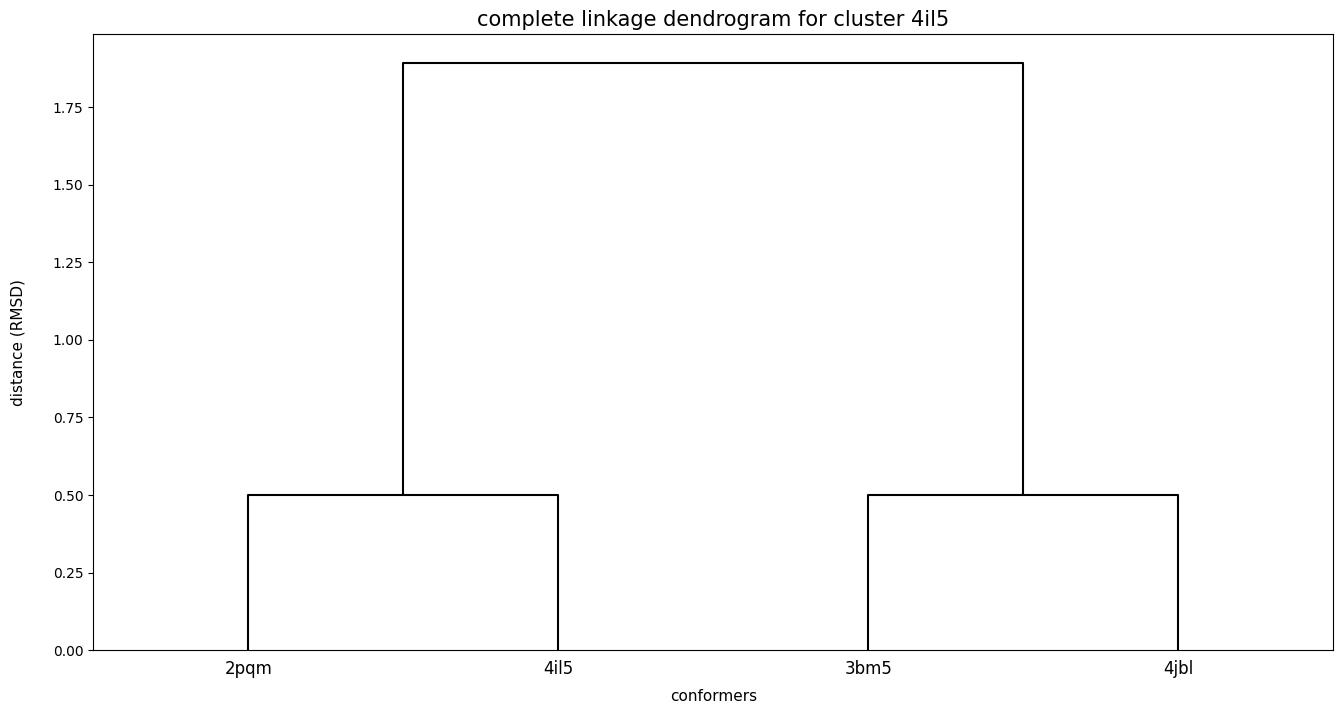 complete linkage dendrogram for cluster 4il5
distance (RMSD)
1.75
1.50
1.25
1.00
0.75
0.50
0.25
0.00
2pqm 4il5 3bm5 4jbl
conformers